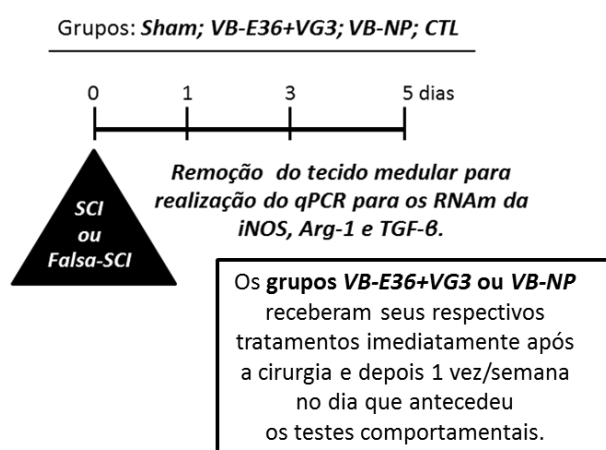 Grupos: Sham; VB-E36+VG3; VB-NP; CTL
0 1 3 5 dias
SCI
ou
Falsa-SCI
Remoção do tecido medular para
realização do qPCR para os RNAm da
iNOS, Arg-1 e TGF-β.
Os grupos VB-E36+VG3 ou VB-NP
receberam seus respectivos
tratamentos imediatamente após
a cirurgia e depois 1 vez/semana
no dia que antecedeu
os testes comportamentais.